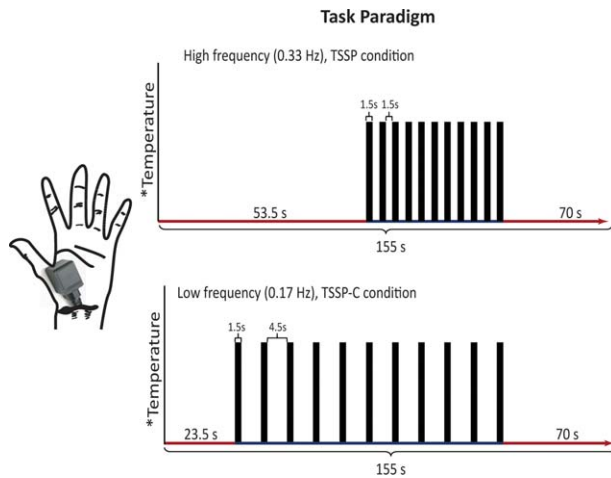 Task Paradigm
High frequency (0.33 Hz), TSSP condition
*Temperature
1.5s 1.5s
53.5 s 70 s
155 s
Low frequency (0.17 Hz), TSSP-C condition
*Temperature
1.5s 4.5s
23.5 s 70 s
155 s